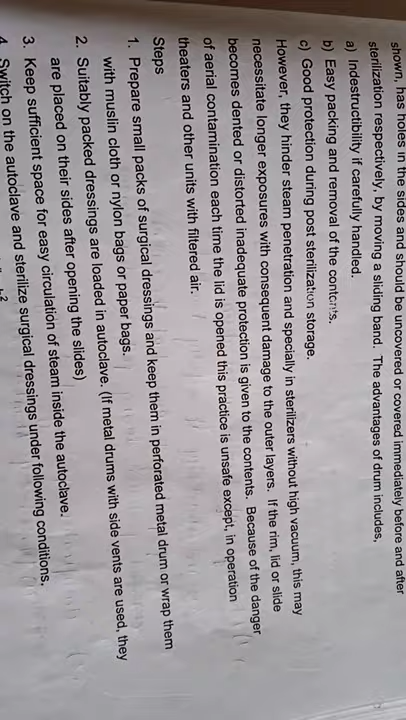 shown, has holes in the sides and should be uncovered or covered immediately before and after
sterilization respectively, by moving a sliding band. The advantages of drum includes,
a) Indestructibility if carefully handled.
b) Easy packing and removal of the contents.
c) Good protection during post sterilization storage.
However, they hinder steam penetration and specially in sterilizers without high vacuum, this may
necessitate longer exposures with consequent damage to the outer layers. If the rim, lid or slide
becomes dented or distorted inadequate protection is given to the contents. Because of the danger
of aerial contamination each time the lid is opened this practice is unsafe except, in operation
theaters and other units with filtered air.
Steps
1. Prepare small packs of surgical dressings and keep them in perforated metal drum or wrap them
with muslin cloth or nylon bags or paper bags.
2. Suitably packed dressings are loaded in autoclave. (If metal drums with side vents are used, they
are placed on their sides after opening the slides)
3. Keep sufficient space for easy circulation of steam inside the autoclave.
4. Switch on the autoclave and sterilize surgical dressings under following conditions,